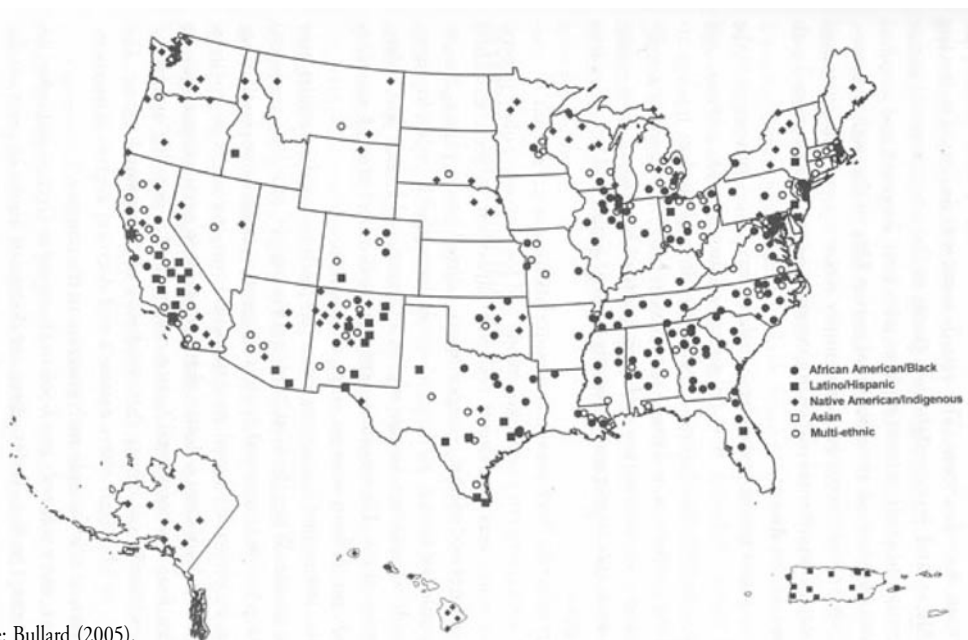 African American/Black
Latino/Hispanic
Native American/Indigenous
Asian
Multi-ethnic
: Bullard (2005).